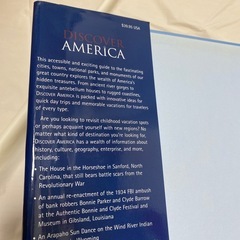 $50.00 USA
DISCOVER
AMERICA
This accessible and exciting guide to the fascinating
cities, towns, national parks, and monuments of our
great country explores the wealth of America's
hidden treasures. From ancient river gorges to
exquisite antebellum houses to rugged coastlines,
DISCOVER AMERICA is packed with innovative ideas for
quick day trips and memorable vacations for travelers
of every type.
Are you looking to revisit childhood vacation spots
or perhaps acquaint yourself with new regions? No
matter what kind of destination you're looking for,
DISCOVER AMERICA has a wealth of information about
history, culture, geography, enterprise, and more,
including:
• The House in the Horseshoe in Sanford, North
Carolina, that still bears battle scars from the
Revolutionary War
• An annual re-enactment of the 1934 FBI ambush
of bank robbers Bonnie Parker and Clyde Barrow
at the Authentic Bonnie and Clyde Festival and
Museum in Gibsland, Louisiana
• An Arapaho Sun Dance on the Wind River Indian
Wyoming